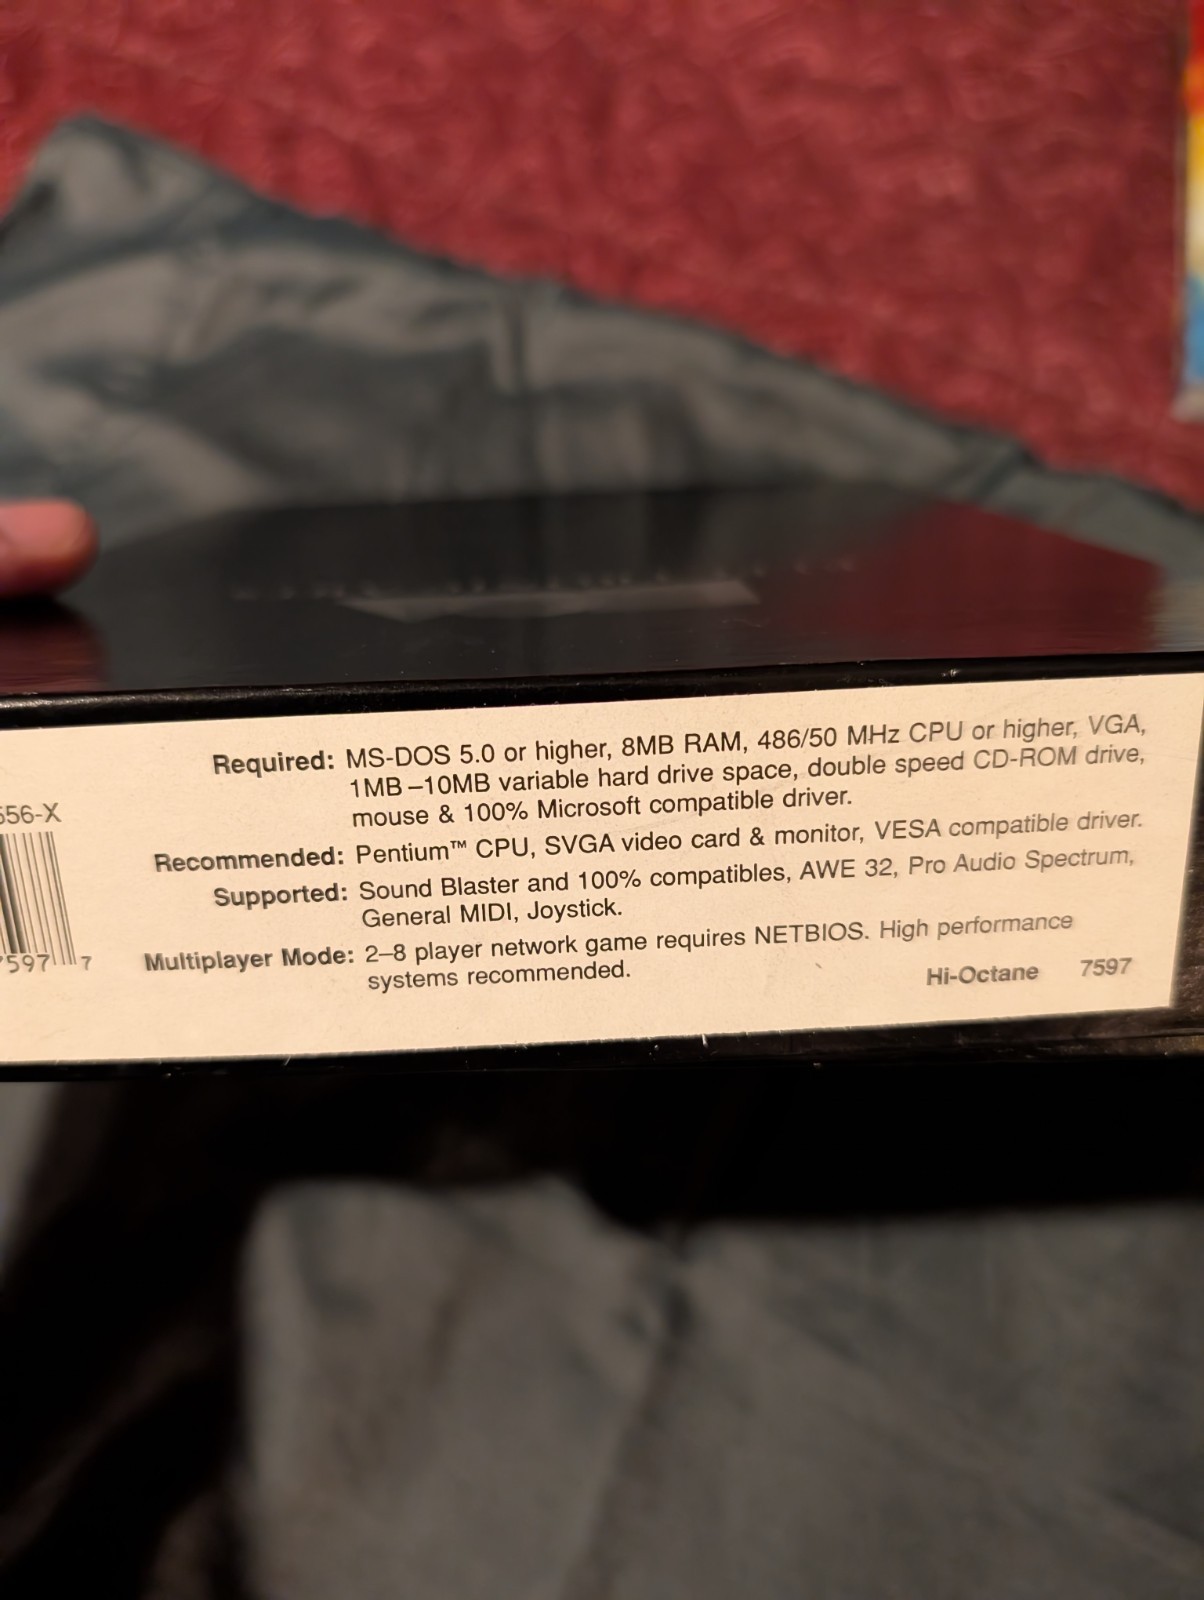 556-X
597 7
Required: MS-DOS 5.0 or higher, 8MB RAM, 486/50 MHz CPU or higher, VGA,
1MB–10MB variable hard drive space, double speed CD-ROM drive,
mouse & 100% Microsoft compatible driver.
Recommended: Pentium™ CPU, SVGA video card & monitor, VESA compatible driver.
Supported: Sound Blaster and 100% compatibles, AWE 32, Pro Audio Spectrum,
General MIDI, Joystick.
Multiplayer Mode: 2–8 player network game requires NETBIOS. High performance
systems recommended.
Hi-Octane 7597